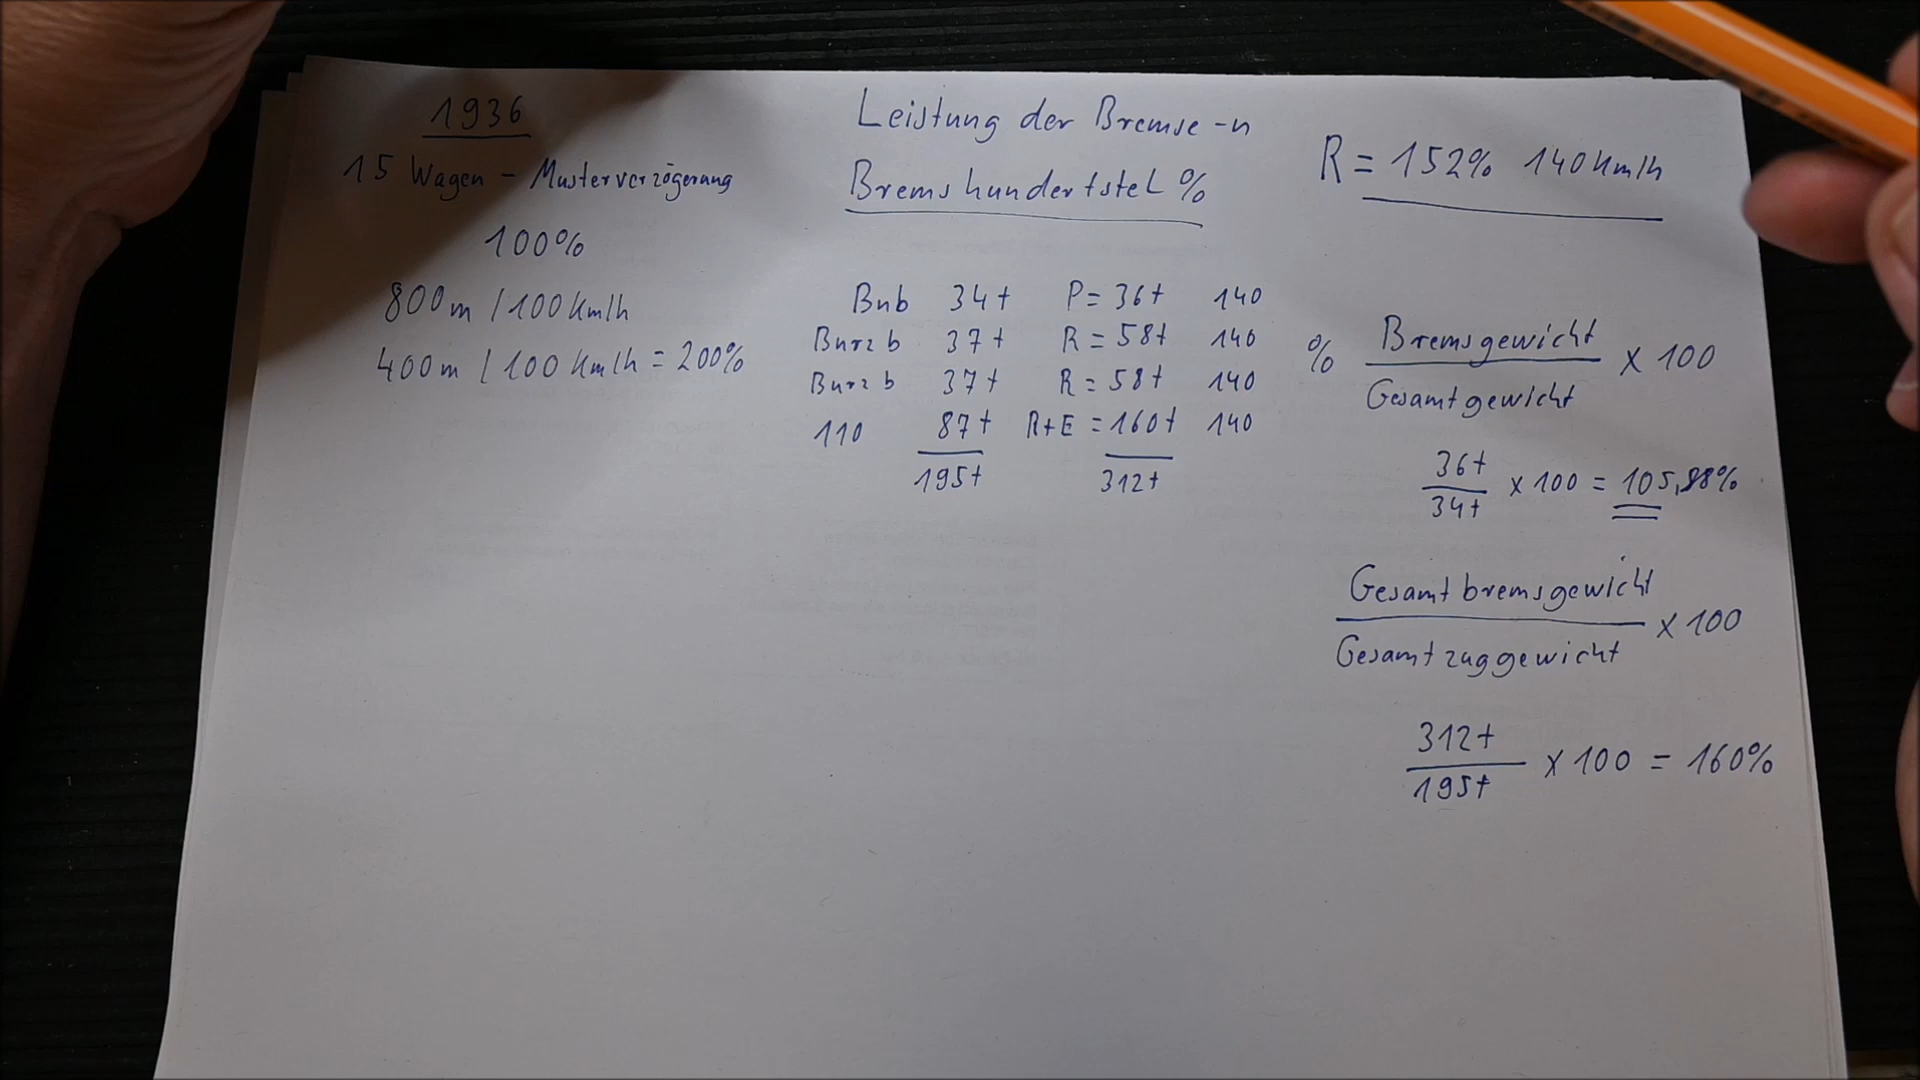 1936
15 Wagen - Musterverzögerung
100%
800m / 100 Km/h
400m / 100 Km/h = 200%
Leistung der Bremse-n
Bremshundertstel %
Bnb 34t P= 36t 140
Burzb 37t R= 58t 140
Burzb 37t R= 58t 140
110 87t R+E = 160t 140
195t 312t
R = 152% 140 Km/h
% Bremsgewicht x 100
Gesamtgewicht
36t x 100 = 105,88%
34t
Gesamtbremsgewicht x 100
Gesamtzuggewicht
312t x 100 = 160%
195t